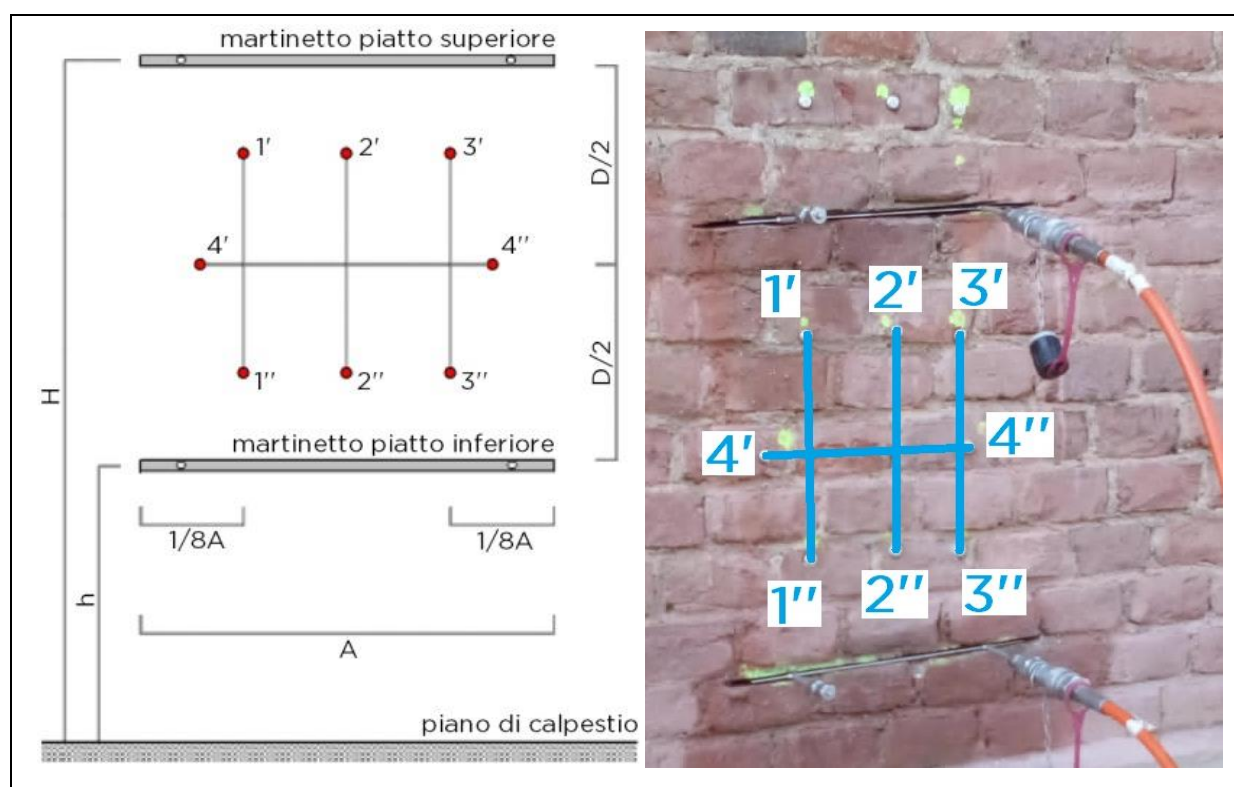 martinetto piatto superiore
1'
2'
3'
D/2
4'
4''
H
1''
2''
3''
D/2
martinetto piatto inferiore
1/8A
1/8A
h
A
piano di calpestio
1'
2'
3'
4'
4''
1''
2''
3''